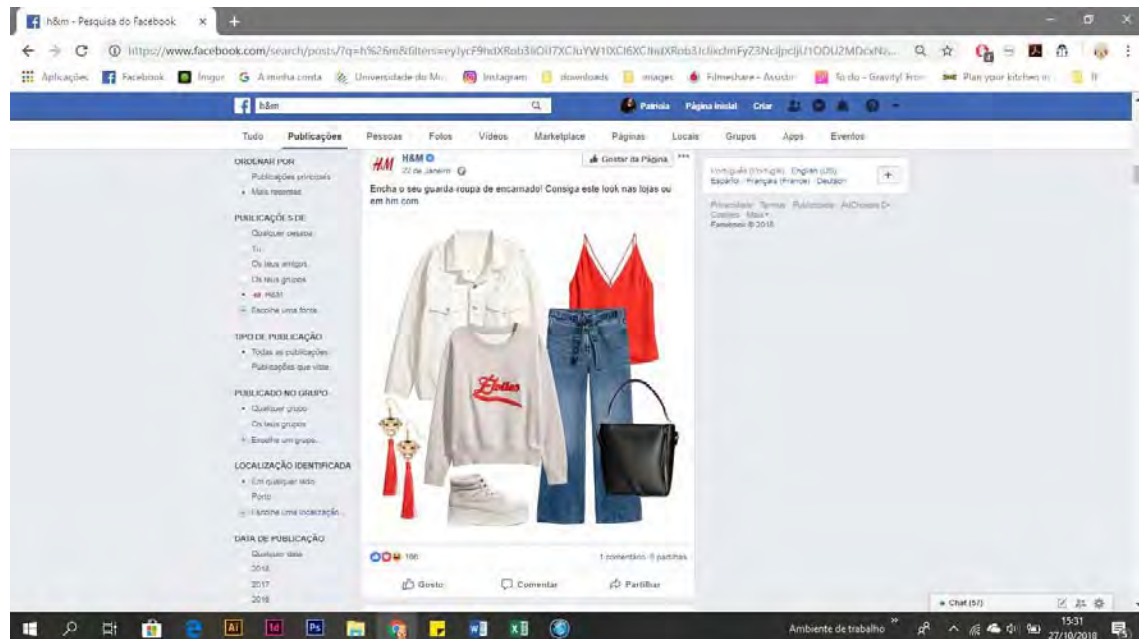 h&m - Pesquisa do Facebook
Aplicações
Facebook
Imgur
A minha conta
Instagram
downloads
images
h&m
Patrícia
Página inicial
Criar
Tudo
Publicações
Pessoas
Fotos
Vídeos
Marketplace
Páginas
Locais
Grupos
Apps
Eventos
ORDENAR POR
Publicações principais
Mais recentes
PUBLICAÇÕES DE
Qualquer pessoa
Tu
Os teus amigos
Os teus grupos
H&M
Escolhe uma fonte
TIPO DE PUBLICAÇÃO
Todas as publicações
Publicações que viste
PUBLICADO NO GRUPO
Qualquer grupo
Os teus grupos
Escolhe um grupo...
LOCALIZAÇÃO IDENTIFICADA
Em qualquer lado
Porto
Escolhe uma localização...
DATA DE PUBLICAÇÃO
Qualquer data
2018
2017
2016
H&M
H&M
22 de Janeiro
Gostar da Página
Encha o seu guarda-roupa de encarnado! Consiga este look nas lojas ou
em hm.com
Étoiles
1 comentário
Gosto
Comentar
Partilhar
Português (Portugal) · English (US) ·
Español · Français (France) · Deutsch
Facebook © 2018
Chat (57)
Ai
Id
Ps
Ambiente de trabalho
15:31
27/10/2018